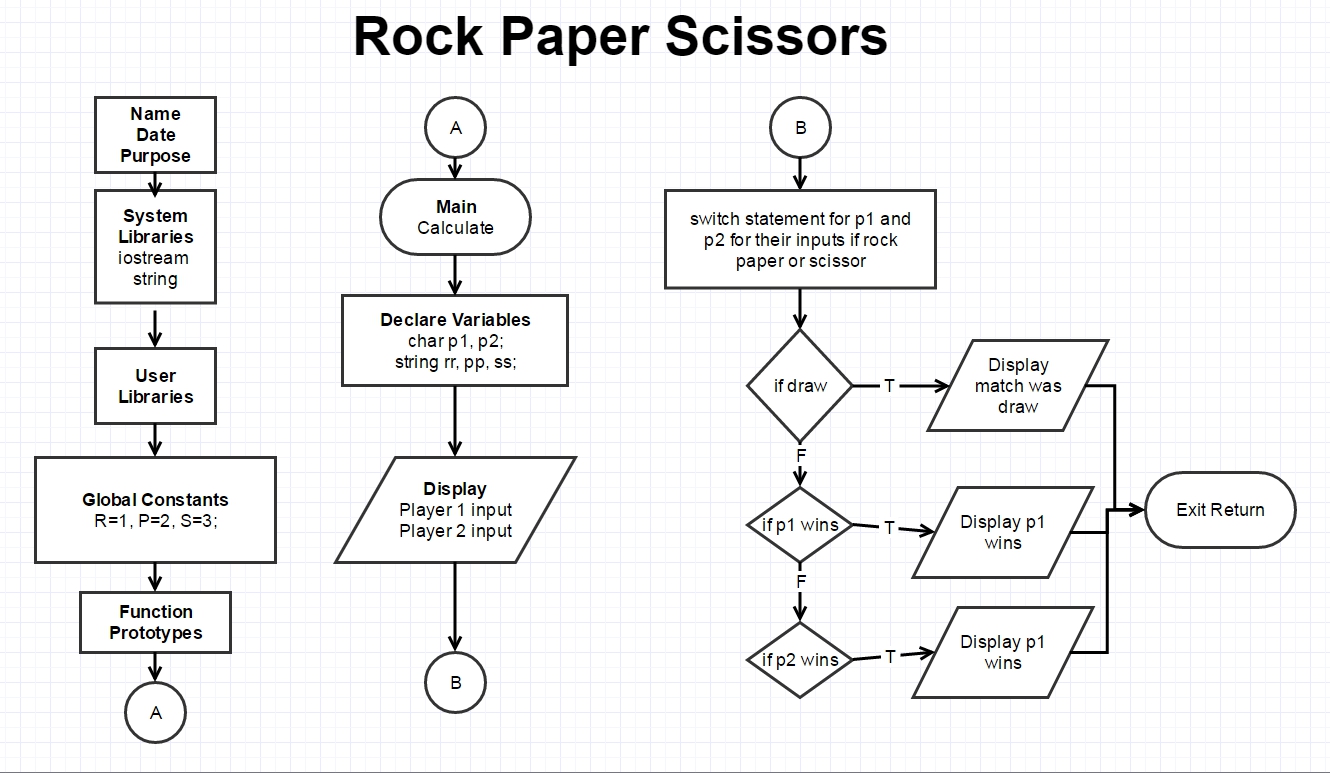 Rock Paper Scissors
Name
Date
Purpose
System
Libraries
iostream
string
User
Libraries
Global Constants
R=1, P=2, S=3;
Function
Prototypes
A
A
Main
Calculate
Declare Variables
char p1, p2;
string rr, pp, ss;
Display
Player 1 input
Player 2 input
B
B
switch statement for p1 and
p2 for their inputs if rock
paper or scissor
if draw
T
Display
match was
draw
F
if p1 wins
T
Display p1
wins
F
if p2 wins
T
Display p1
wins
Exit Return